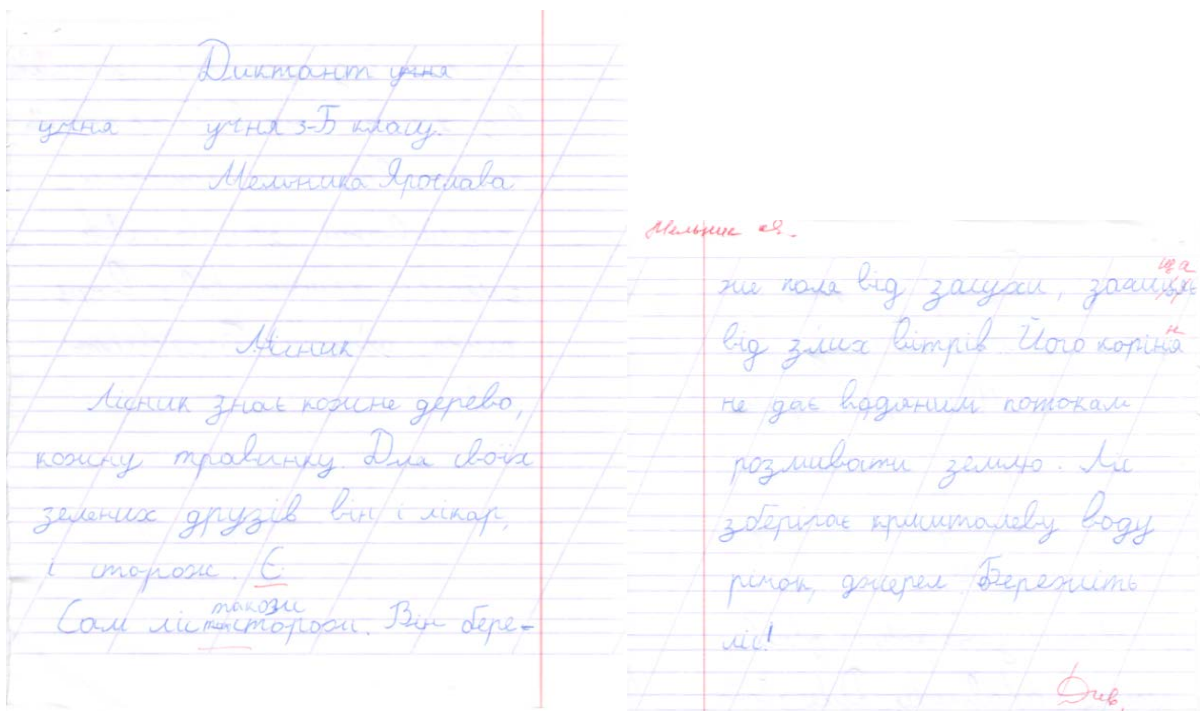 Диктант учня
учня учня 3-Б класу.
Мельника Ярослава
Лісник
Лісник знає кожне дерево,
кожну травинку. Для своїх
зелених друзів він і лікар,
і сторож. Є
також
Сам ліс сторож. Він бере-
Мельник Я.
ща
же поля від засухи, захищає
від злих вітрів. Його коріня
н
не дає водяним потокам
розмивати землю. Ліс
зберігає кришталеву воду
річок, джерел. Бережіть
ліс!